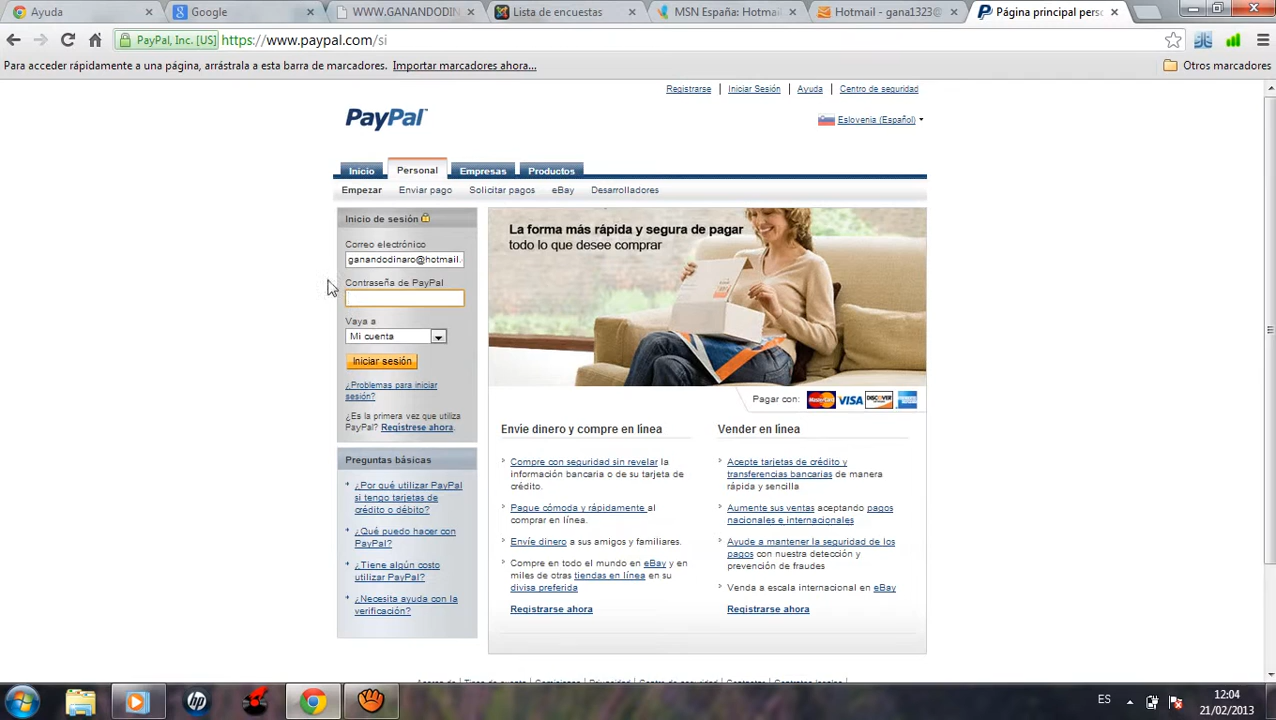 Ayuda
Google
WWW.GANANDODIN
Lista de encuestas
MSN España: Hotmail
Hotmail - gana1323@
Página principal perso
PayPal, Inc. [US]
https://www.paypal.com/si
Para acceder rápidamente a una página, arrástrala a esta barra de marcadores. Importar marcadores ahora...
Otros marcadores
Registrarse
Iniciar Sesión
Ayuda
Centro de seguridad
PayPal
Eslovenia (Español)
Inicio
Personal
Empresas
Productos
Empezar
Enviar pago
Solicitar pagos
eBay
Desarrolladores
Inicio de sesión
Correo electrónico
ganandodinaro@hotmail.
Contraseña de PayPal
Vaya a
Mi cuenta
Iniciar sesión
¿Problemas para iniciar
sesión?
¿Es la primera vez que utiliza
PayPal? Regístrese ahora.
Preguntas básicas
¿Por qué utilizar PayPal
si tengo tarjetas de
crédito o débito?
¿Qué puedo hacer con
PayPal?
¿Tiene algún costo
utilizar PayPal?
¿Necesita ayuda con la
verificación?
La forma más rápida y segura de pagar
todo lo que desee comprar
Pagar con:
MasterCard
VISA
DISCOVER
Envíe dinero y compre en línea
Compre con seguridad sin revelar la
información bancaria o de su tarjeta de
crédito.
Pague cómoda y rápidamente al
comprar en línea.
Envíe dinero a sus amigos y familiares.
Compre en todo el mundo en eBay y en
miles de otras tiendas en línea en su
divisa preferida
Registrarse ahora
Vender en línea
Acepte tarjetas de crédito y
transferencias bancarias de manera
rápida y sencilla
Aumente sus ventas aceptando pagos
nacionales e internacionales
Ayude a mantener la seguridad de los
pagos con nuestra detección y
prevención de fraudes
Venda a escala internacional en eBay
Registrarse ahora
hp
ES
12:04
21/02/2013